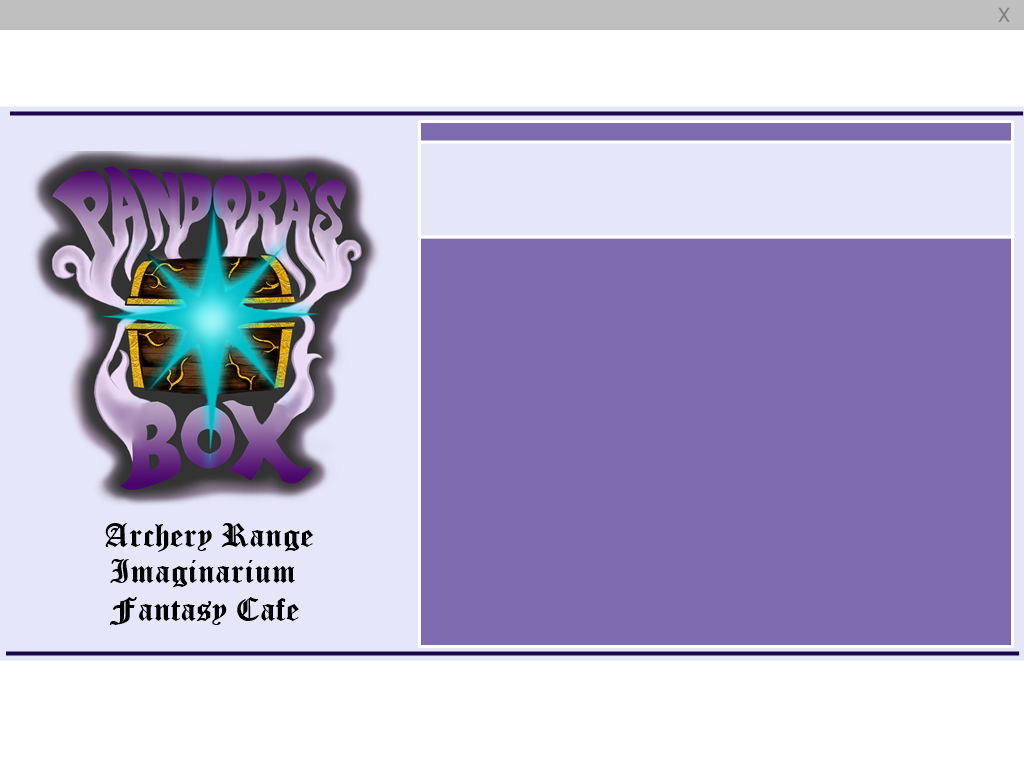 X
PANDORA'S
BOX
Archery Range
Imaginarium
Fantasy Cafe